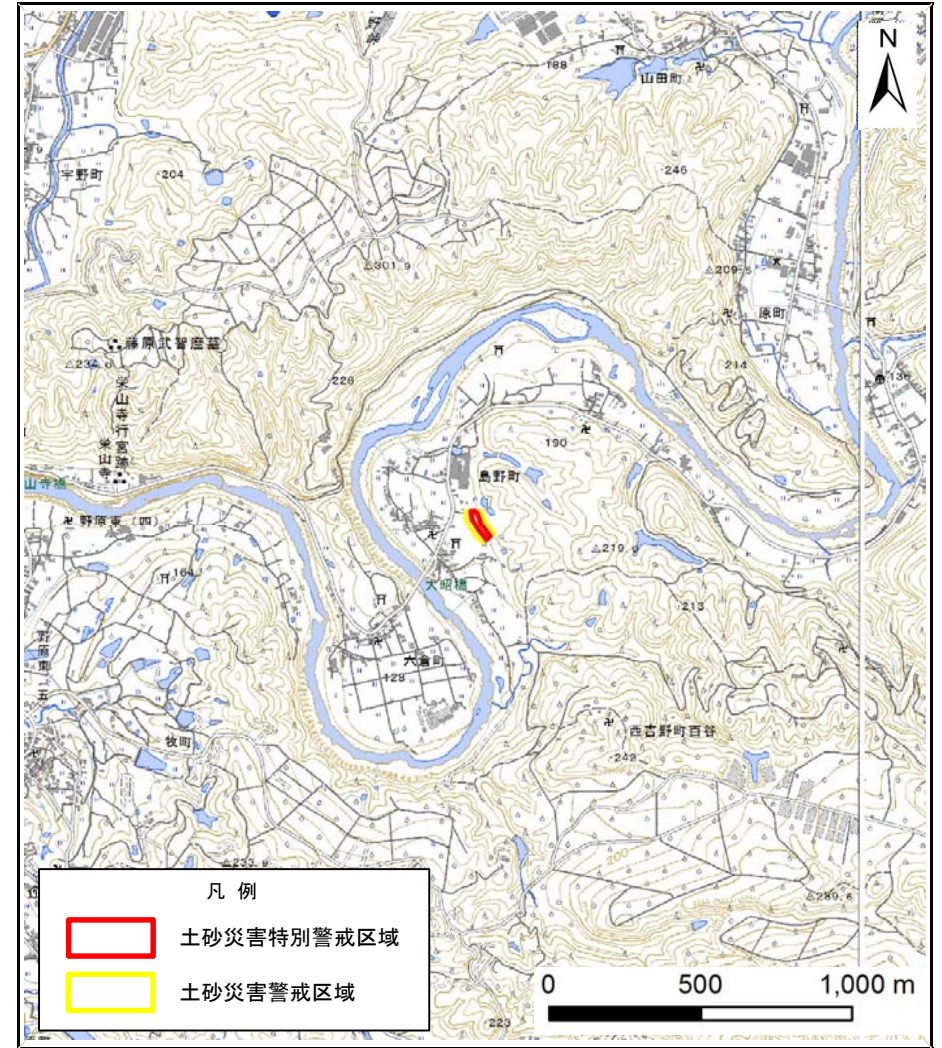 野原
188
山田町
N
宇野町
204
246
△301.9
△209.5
原町
藤原武智麿墓
△234.0
214
136
226
栄山寺行宮跡
栄山寺
190
島野町
山寺橋
野原東(四)
△219.9
164
大昭橋
213
野原東(五)
六倉町
128
牧町
西吉野町百谷
242
△233.9
200
△289.6
凡 例
土砂災害特別警戒区域
土砂災害警戒区域
0 500 1,000 m
223